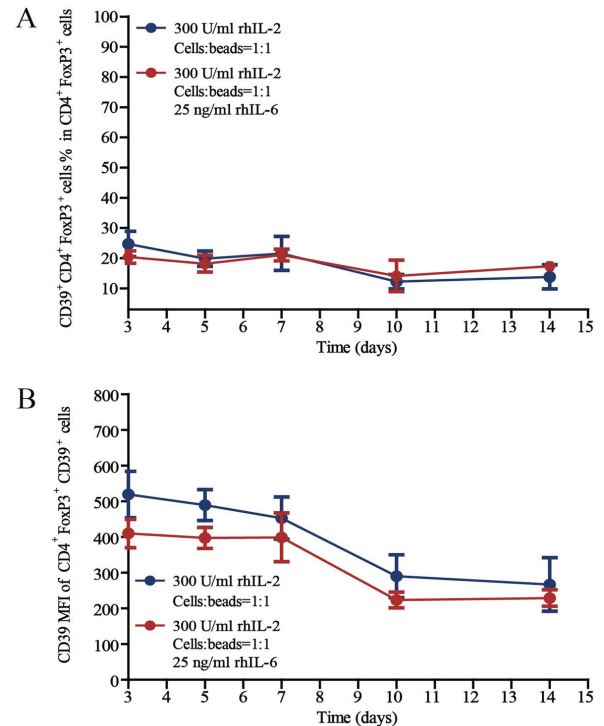 A
CD39⁺CD4⁺FoxP3⁺cells % in CD4⁺ FoxP3⁺ cells
100
90
80
70
60
50
40
30
20
10
300 U/ml rhIL-2
Cells:beads=1:1
300 U/ml rhIL-2
Cells:beads=1:1
25 ng/ml rhIL-6
3 4 5 6 7 8 9 10 11 12 13 14 15
Time (days)
B
CD39 MFI of CD4⁺ FoxP3⁺ CD39⁺ cells
800
700
600
500
400
300
200
100
0
300 U/ml rhIL-2
Cells:beads=1:1
300 U/ml rhIL-2
Cells:beads=1:1
25 ng/ml rhIL-6
3 4 5 6 7 8 9 10 11 12 13 14 15
Time (days)